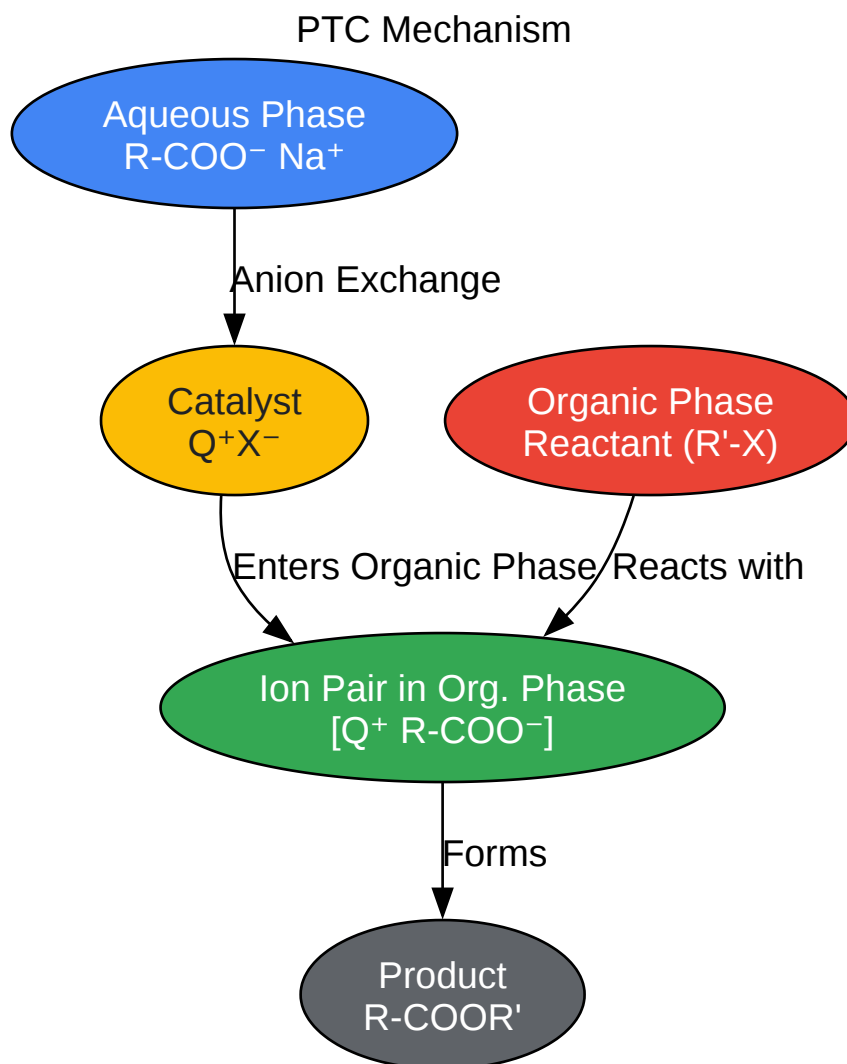 PTC Mechanism
Aqueous Phase
R-COO⁻ Na⁺
Anion Exchange
Catalyst
Q⁺X⁻
Organic Phase
Reactant (R'-X)
Enters Organic Phase
Reacts with
Ion Pair in Org. Phase
[Q⁺ R-COO⁻]
Forms
Product
R-COOR'